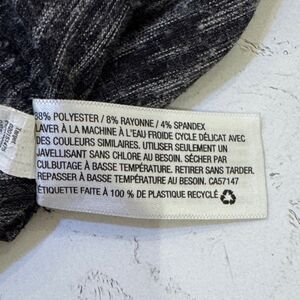 88% POLYESTER / 8% RAYONNE / 4% SPANDEX
LAVER À LA MACHINE À L'EAU FROIDE CYCLE DÉLICAT AVEC
DES COULEURS SIMILAIRES. UTILISER SEULEMENT UN
JAVELLISANT SANS CHLORE AU BESOIN. SÉCHER PAR
CULBUTAGE À BASSE TEMPÉRATURE. RETIRER SANS TARDER.
REPASSER À BASSE TEMPÉRATURE AU BESOIN. CA57147
ÉTIQUETTE FAITE À 100 % DE PLASTIQUE RECYCLÉ